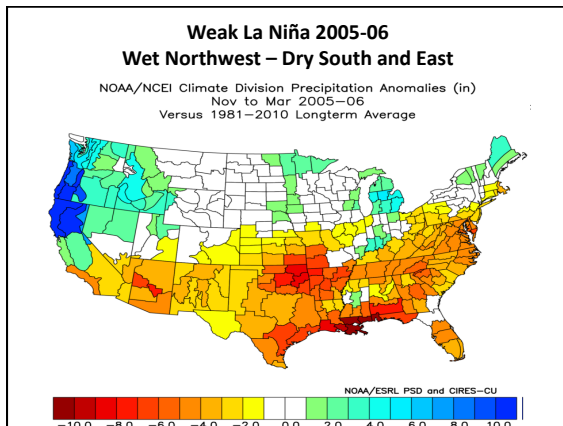 Weak La Niña 2005-06
Wet Northwest – Dry South and East
NOAA/NCEI Climate Division Precipitation Anomalies (in)
Nov to Mar 2005−06
Versus 1981−2010 Longterm Average
NOAA/ESRL PSD and CIRES−CU
−10.0 −8.0 −6.0 −4.0 −2.0 0.0 2.0 4.0 6.0 8.0 10.0